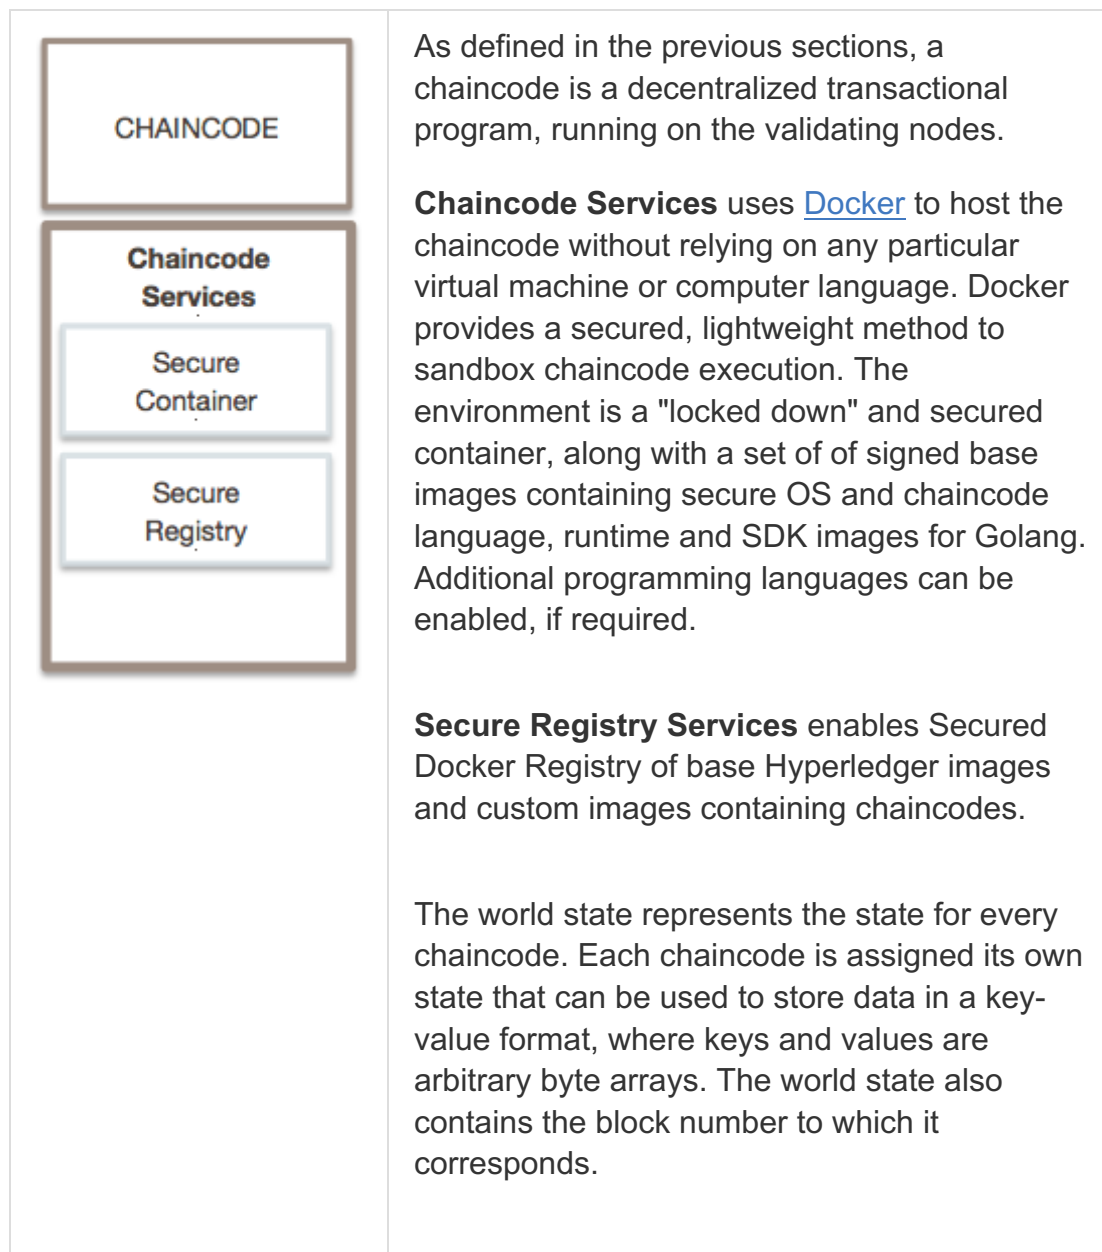 CHAINCODE
Chaincode
Services
Secure
Container
Secure
Registry
As defined in the previous sections, a
chaincode is a decentralized transactional
program, running on the validating nodes.
Chaincode Services uses Docker to host the
chaincode without relying on any particular
virtual machine or computer language. Docker
provides a secured, lightweight method to
sandbox chaincode execution. The
environment is a "locked down" and secured
container, along with a set of of signed base
images containing secure OS and chaincode
language, runtime and SDK images for Golang.
Additional programming languages can be
enabled, if required.
Secure Registry Services enables Secured
Docker Registry of base Hyperledger images
and custom images containing chaincodes.
The world state represents the state for every
chaincode. Each chaincode is assigned its own
state that can be used to store data in a key-
value format, where keys and values are
arbitrary byte arrays. The world state also
contains the block number to which it
corresponds.